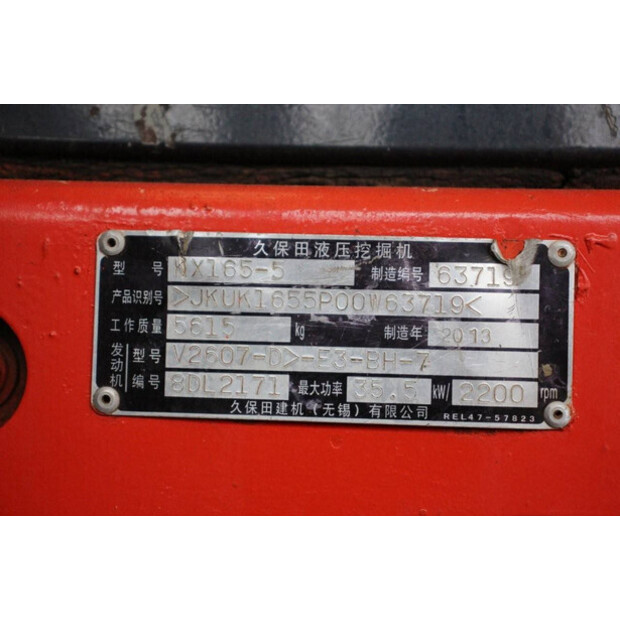 久保田液压挖掘机
型 号 KX165-5 制造编号 63719
产品识别号 >JKUK1655P00W63719<
工作质量 5615 kg 制造年 2013
发动机 型号 V2607-DI-E3-BH-7
编号 8DL2171 最大功率 35.5 kW/ 2200 rpm
久保田建机(无锡)有限公司 REL47-57823